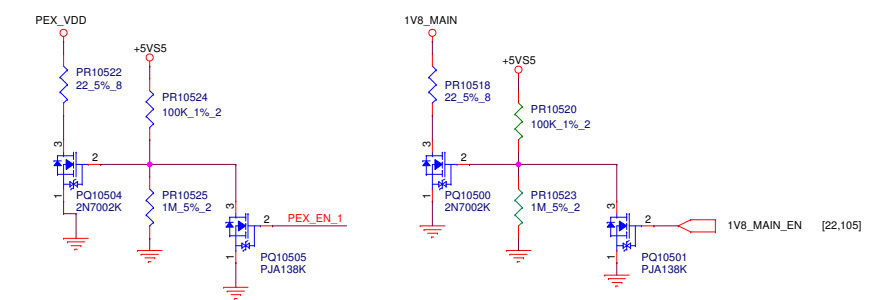 PEX_VDD
+5VS5
PR10522
22_5%_8
PR10524
100K_1%_2
3
2
1
PQ10504
2N7002K
PR10525
1M_5%_2
3
2
1
PEX_EN_1
PQ10505
PJA138K
1V8_MAIN
+5VS5
PR10518
22_5%_8
PR10520
100K_1%_2
3
2
1
PQ10500
2N7002K
PR10523
1M_5%_2
3
2
1
1V8_MAIN_EN [22,105]
PQ10501
PJA138K